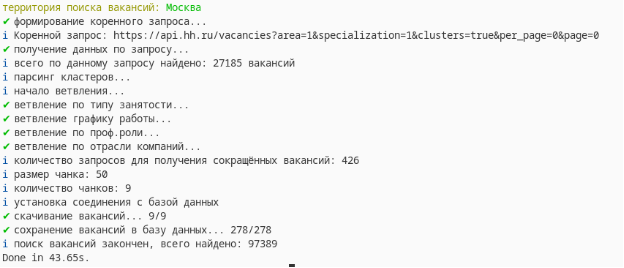 территория поиска вакансий: Москва
✔ формирование коренного запроса...
i Коренной запрос: https://api.hh.ru/vacancies?area=1&specialization=1&clusters=true&per_page=0&page=0
✔ получение данных по запросу...
i всего по данному запросу найдено: 27185 вакансий
i парсинг кластеров...
i начало ветвления...
✔ ветвление по типу занятости...
✔ ветвление графику работы...
✔ ветвление по проф.роли...
✔ ветвление по отрасли компаний...
i количество запросов для получения сокращённых вакансий: 426
i размер чанка: 50
i количество чанков: 9
i установка соединения с базой данных
✔ скачивание вакансий... 9/9
✔ сохранение вакансий в базу данных... 278/278
i поиск вакансий закончен, всего найдено: 97389
Done in 43.65s.